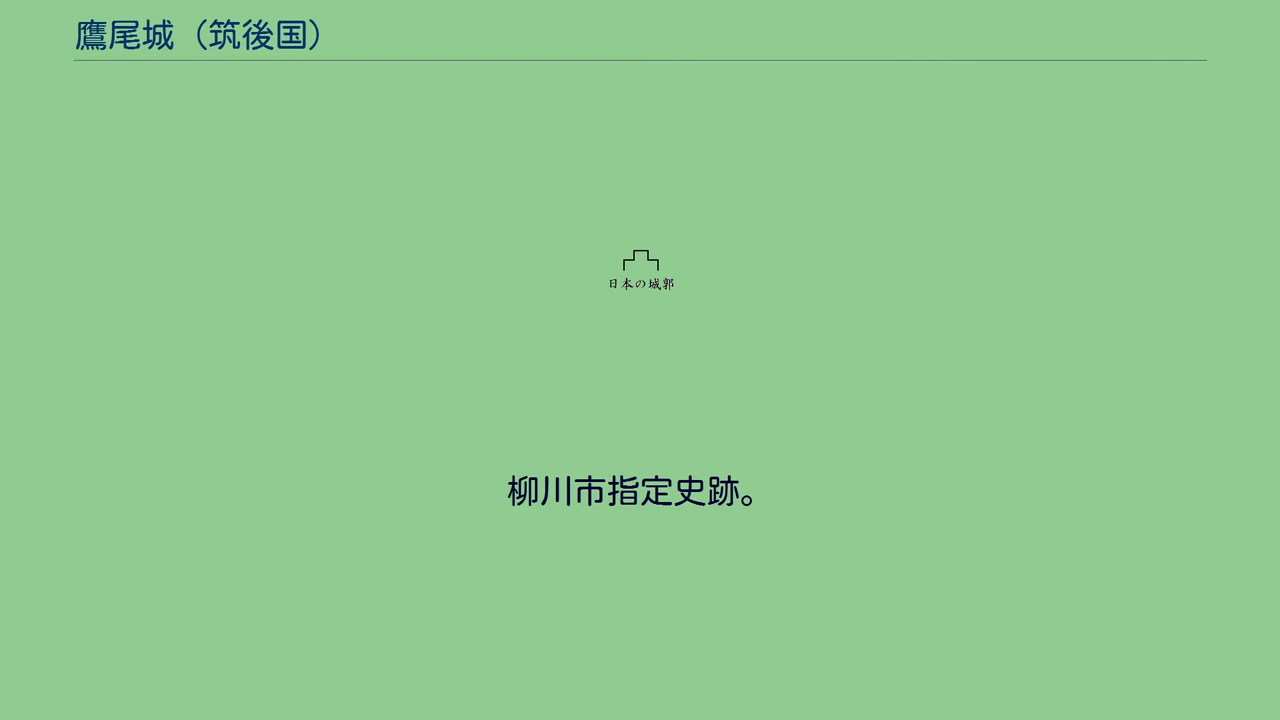 鷹尾城（筑後国）
日本の城郭
柳川市指定史跡。